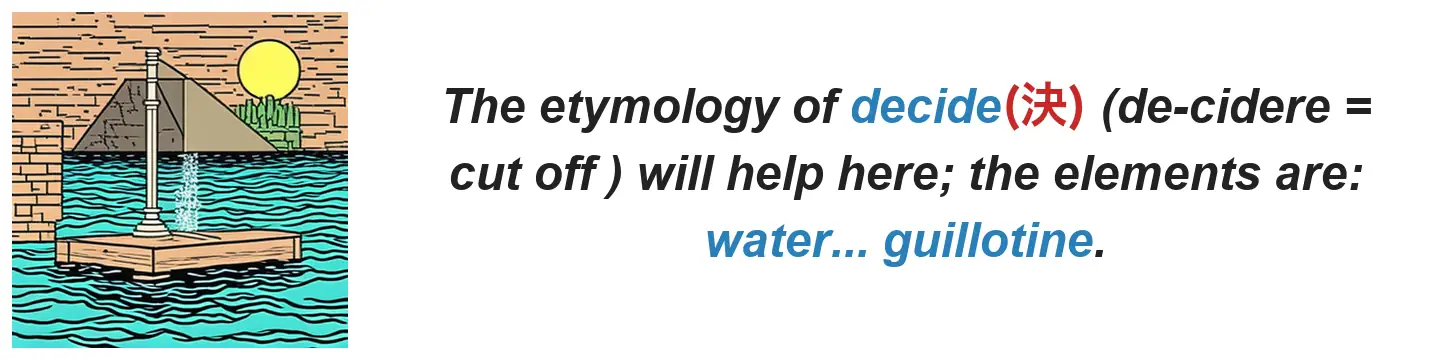 The etymology of decide(決) (de-cidere =
cut off ) will help here; the elements are:
water... guillotine.